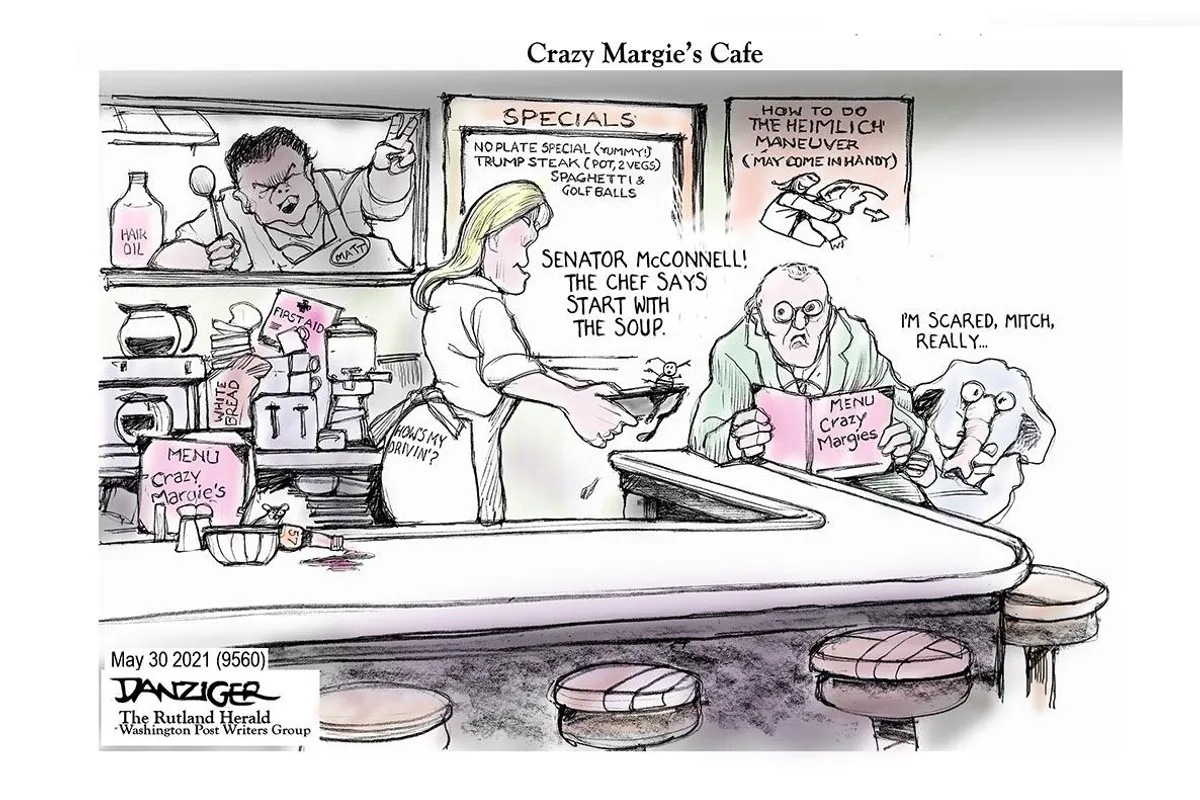 Crazy Margie's Cafe
SPECIALS
NO PLATE SPECIAL (YUMMY!)
TRUMP STEAK (POT, 2 VEGS)
SPAGHETTI &
GOLF BALLS
HOW TO DO
THE HEIMLICH
MANEUVER
(MAY COME IN HANDY)
HAIR
OIL
MATT
SENATOR McCONNELL!
THE CHEF SAYS
START WITH
THE SOUP.
I'M SCARED, MITCH,
REALLY...
FIRST AID
WHITE
BREAD
HOW'S MY
DRIVIN'?
MENU
Crazy
Margies
MENU
Crazy
Margie's
57
May 30 2021 (9560)
DANZIGER
The Rutland Herald
Washington Post Writers Group